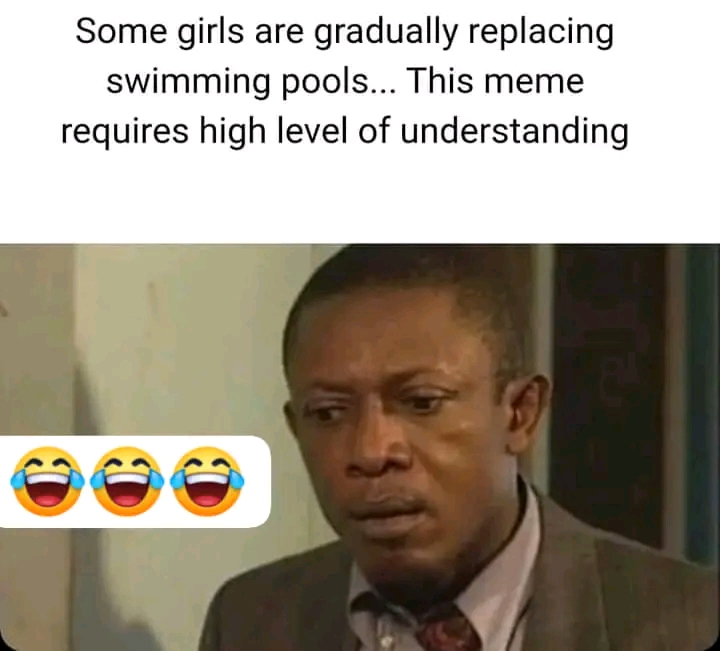 Some girls are gradually replacing
swimming pools... This meme
requires high level of understanding